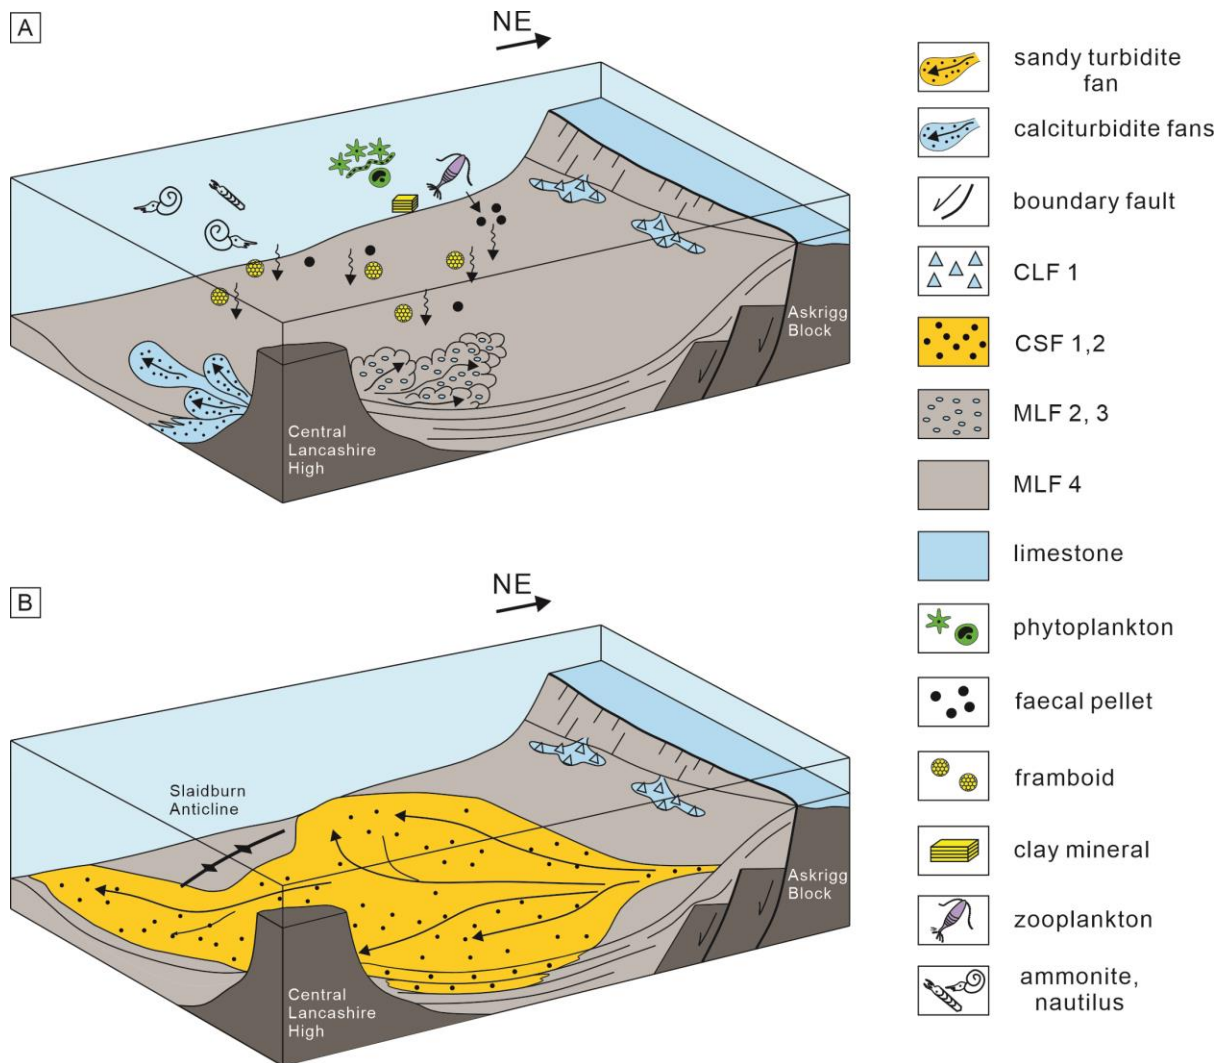 A
NE
Askrigg
Block
Central
Lancashire
High
B
NE
Slaidburn
Anticline
Askrigg
Block
Central
Lancashire
High
sandy turbidite
fan
calciturbidite fans
boundary fault
CLF 1
CSF 1,2
MLF 2, 3
MLF 4
limestone
phytoplankton
faecal pellet
framboid
clay mineral
zooplankton
ammonite,
nautilus